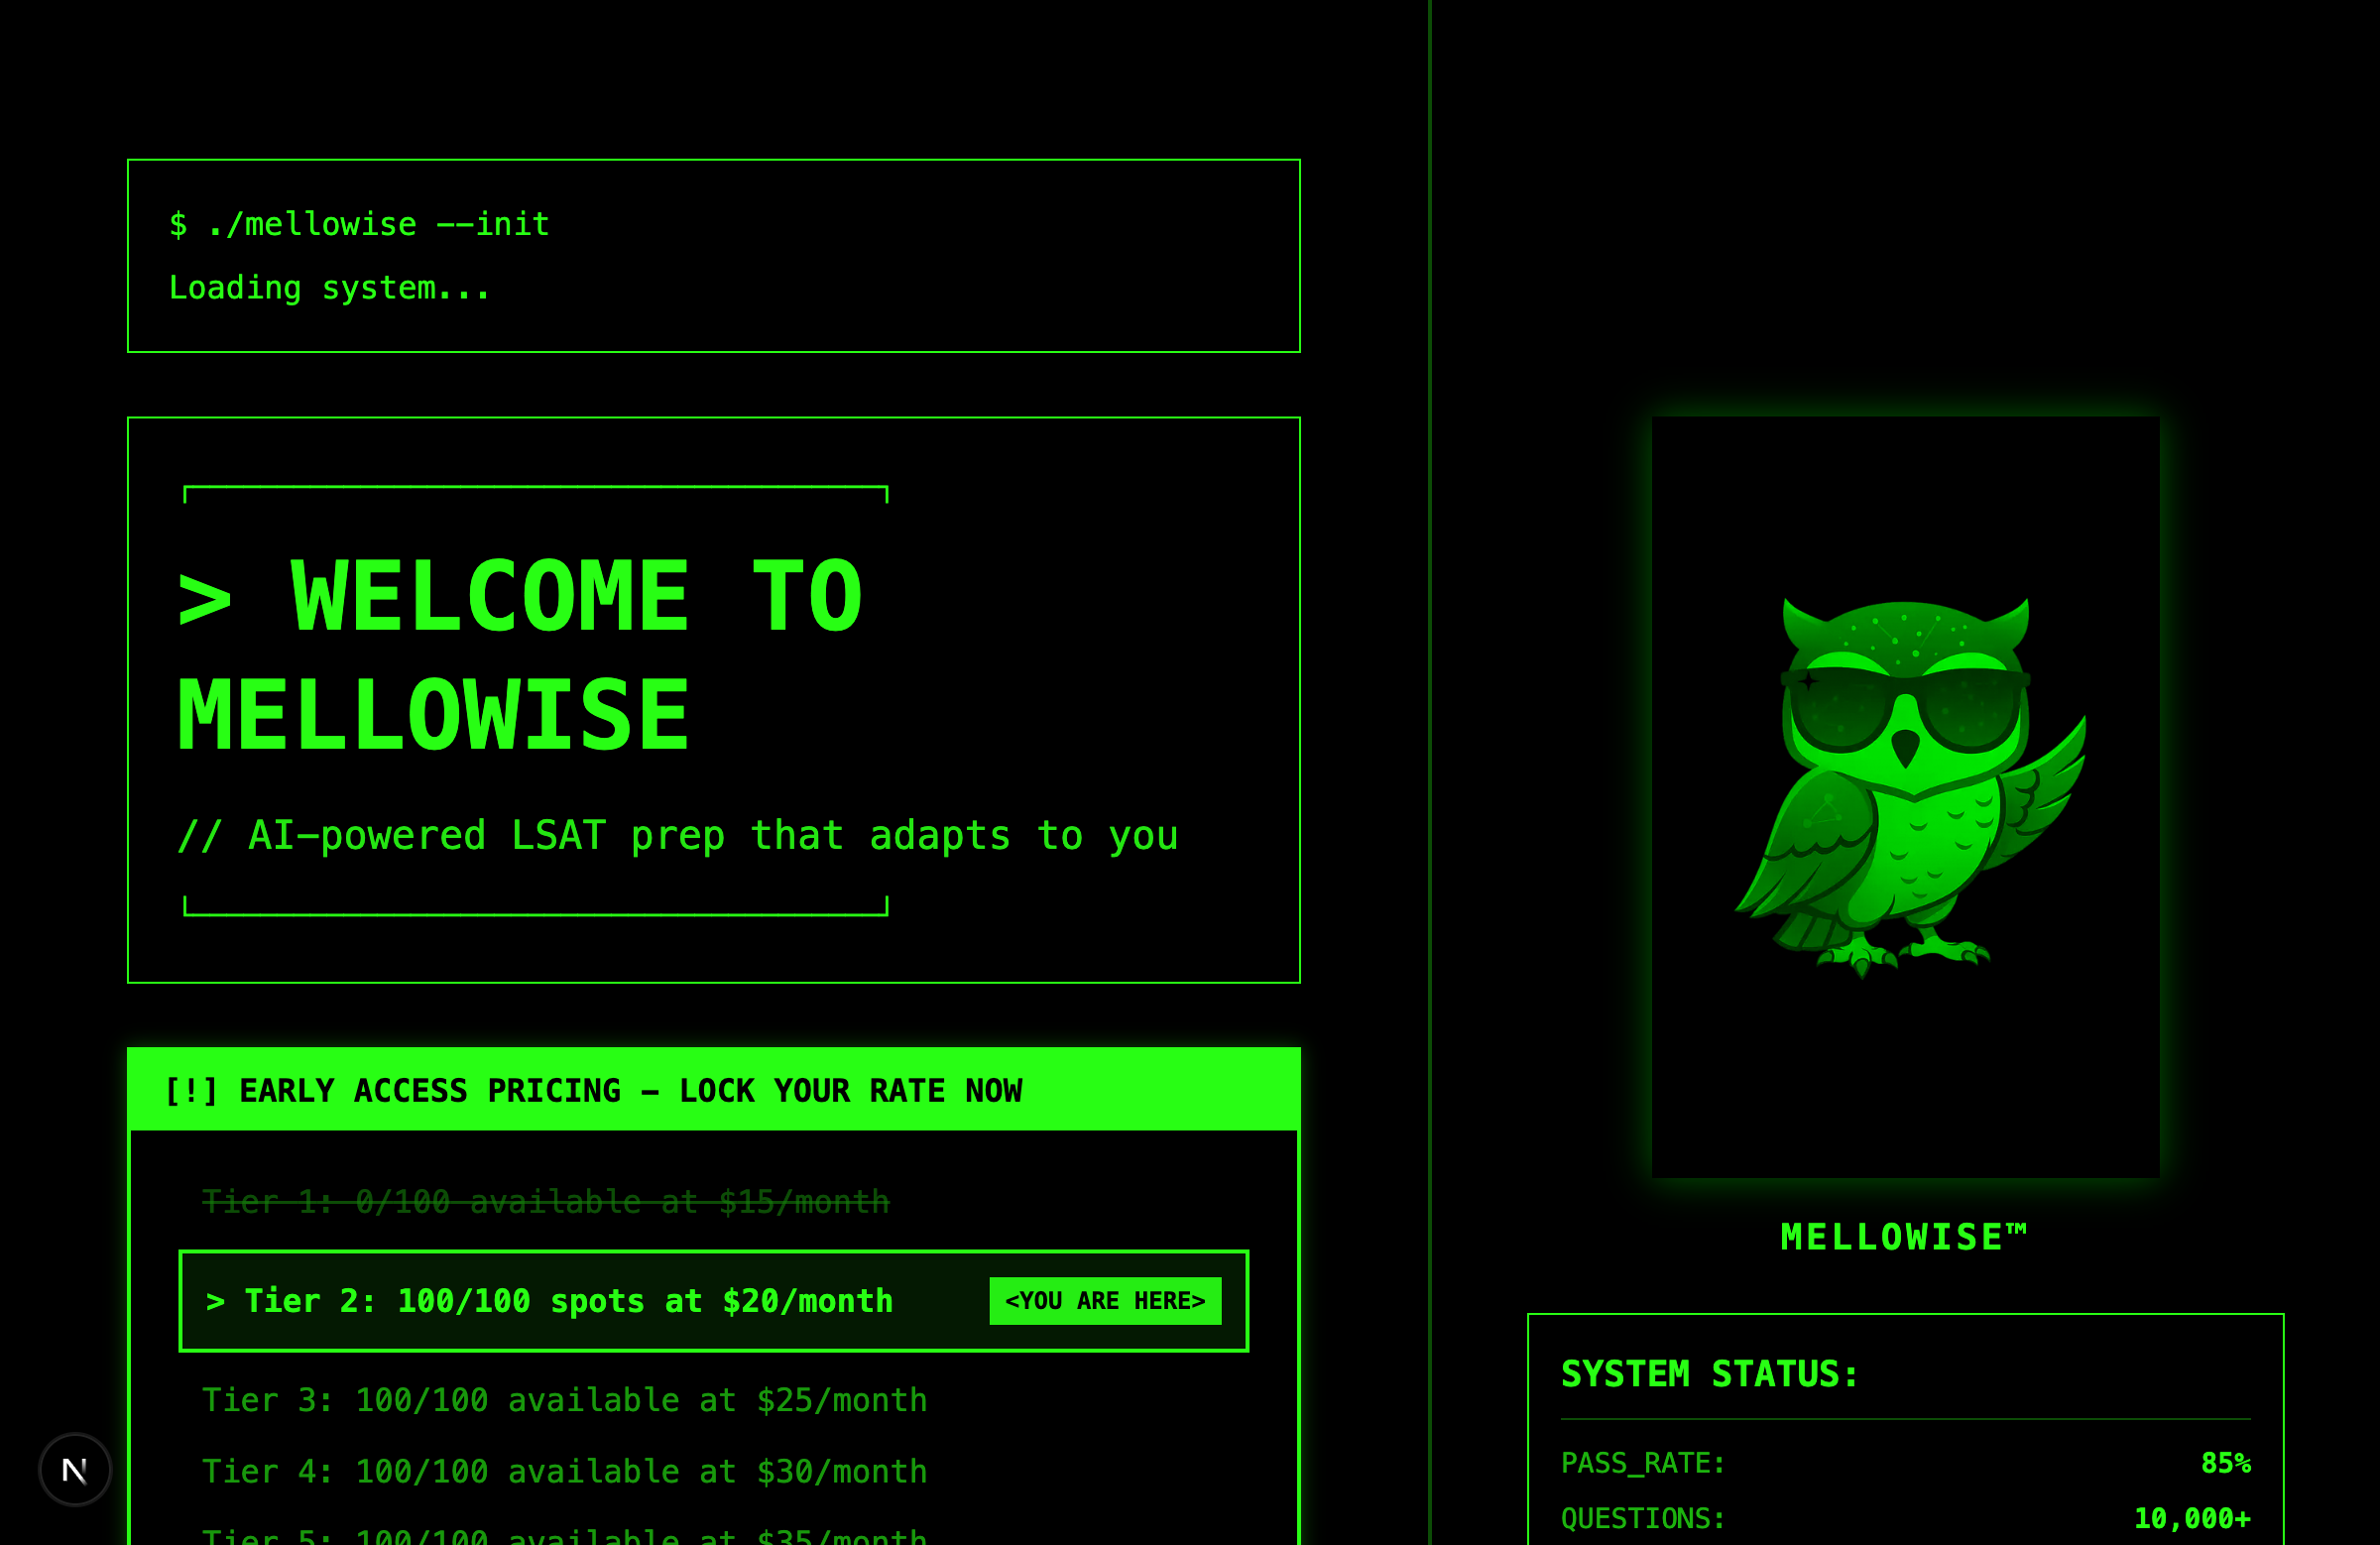 $ ./mellowise --init
Loading system...
> WELCOME TO
MELLOWISE
// AI-powered LSAT prep that adapts to you
[!] EARLY ACCESS PRICING - LOCK YOUR RATE NOW
Tier 1: 0/100 available at $15/month
> Tier 2: 100/100 spots at $20/month <YOU ARE HERE>
Tier 3: 100/100 available at $25/month
Tier 4: 100/100 available at $30/month
Tier 5: 100/100 available at $35/month
N
MELLOWISE™
SYSTEM STATUS:
PASS_RATE: 85%
QUESTIONS: 10,000+